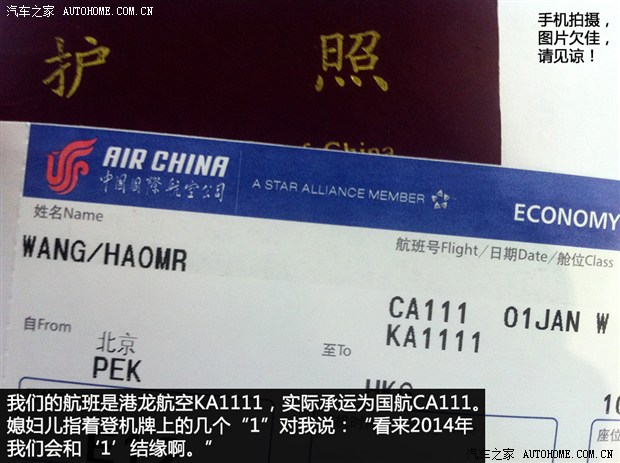 汽车之家 AUTOHOME.COM.CN
手机拍摄，
图片欠佳，
请见谅！
护 照
AIR CHINA
中国国际航空公司
A STAR ALLIANCE MEMBER
ECONOMY
姓名Name
航班号Flight/日期Date/舱位Class
WANG/HAOMR
CA111 01JAN W
KA1111
自From 北京 至To
PEK
我们的航班是港龙航空KA1111，实际承运为国航CA111。
媳妇儿指着登机牌上的几个“1”对我说：“看来2014年
我们会和‘1’结缘啊。”
汽车之家 AUTOHOME.COM.CN